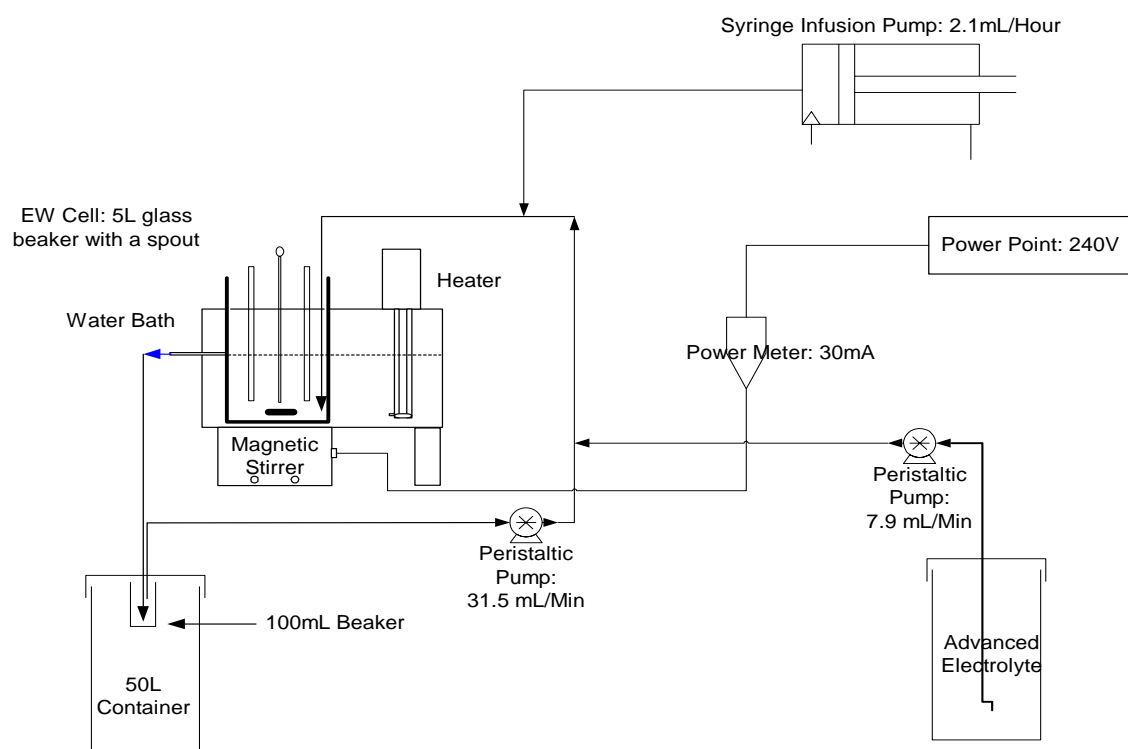 Syringe Infusion Pump: 2.1mL/Hour
EW Cell: 5L glass
beaker with a spout
Power Point: 240V
Heater
Water Bath
Power Meter: 30mA
Magnetic
Stirrer
Peristaltic
Pump:
7.9 mL/Min
Peristaltic
Pump:
31.5 mL/Min
100mL Beaker
Advanced
Electrolyte
50L
Container